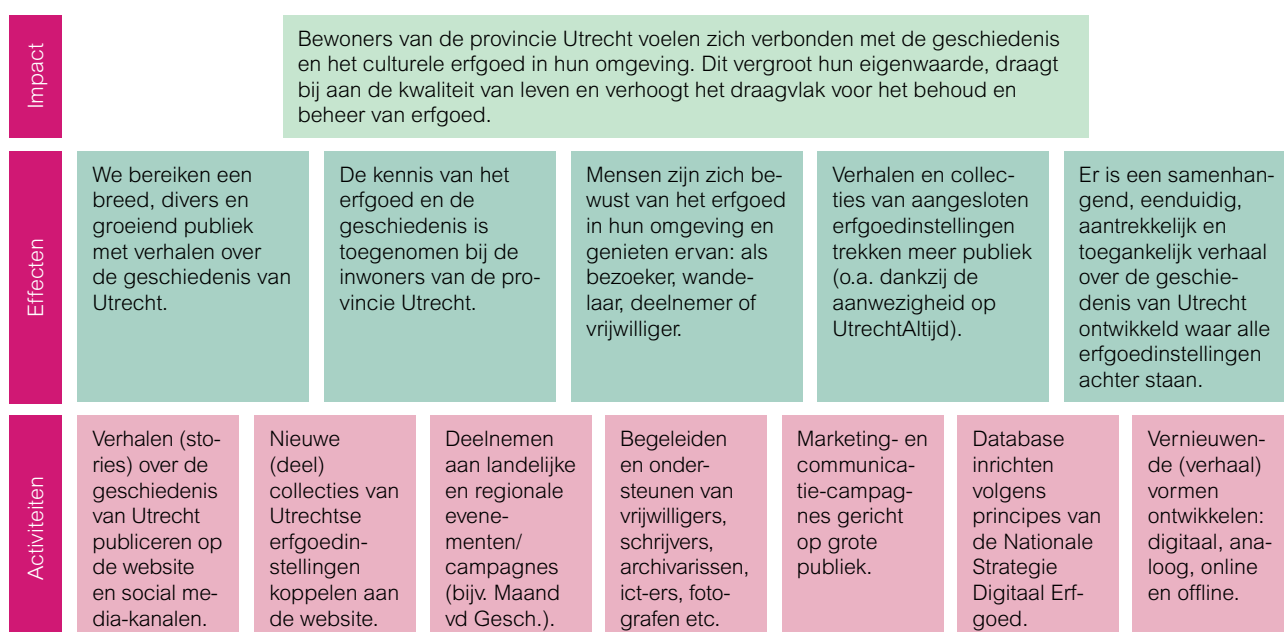 Impact
Bewoners van de provincie Utrecht voelen zich verbonden met de geschiedenis
en het culturele erfgoed in hun omgeving. Dit vergroot hun eigenwaarde, draagt
bij aan de kwaliteit van leven en verhoogt het draagvlak voor het behoud en
beheer van erfgoed.
Effecten
We bereiken een
breed, divers en
groeiend publiek
met verhalen over
de geschiedenis van
Utrecht.
De kennis van het
erfgoed en de
geschiedenis is
toegenomen bij de
inwoners van de pro-
vincie Utrecht.
Mensen zijn zich be-
wust van het erfgoed
in hun omgeving en
genieten ervan: als
bezoeker, wande-
laar, deelnemer of
vrijwilliger.
Verhalen en collec-
ties van aangesloten
erfgoedinstellingen
trekken meer publiek
(o.a. dankzij de
aanwezigheid op
UtrechtAltijd).
Er is een samenhan-
gend, eenduidig,
aantrekkelijk en
toegankelijk verhaal
over de geschie-
denis van Utrecht
ontwikkeld waar alle
erfgoedinstellingen
achter staan.
Activiteiten
Verhalen (sto-
ries) over de
geschiedenis
van Utrecht
publiceren op
de website
en social me-
dia-kanalen.
Nieuwe
(deel)
collecties van
Utrechtse
erfgoedin-
stellingen
koppelen aan
de website.
Deelnemen
aan landelijke
en regionale
evene-
menten/
campagnes
(bijv. Maand
vd Gesch.).
Begeleiden
en onder-
steunen van
vrijwilligers,
schrijvers,
archivarissen,
ict-ers, foto-
grafen etc.
Marketing- en
communica-
tie-campag-
nes gericht
op grote
publiek.
Database
inrichten
volgens
principes van
de Nationale
Strategie
Digitaal Erf-
goed.
Vernieuwen-
de (verhaal)
vormen
ontwikkelen:
digitaal, ana-
loog, online
en offline.